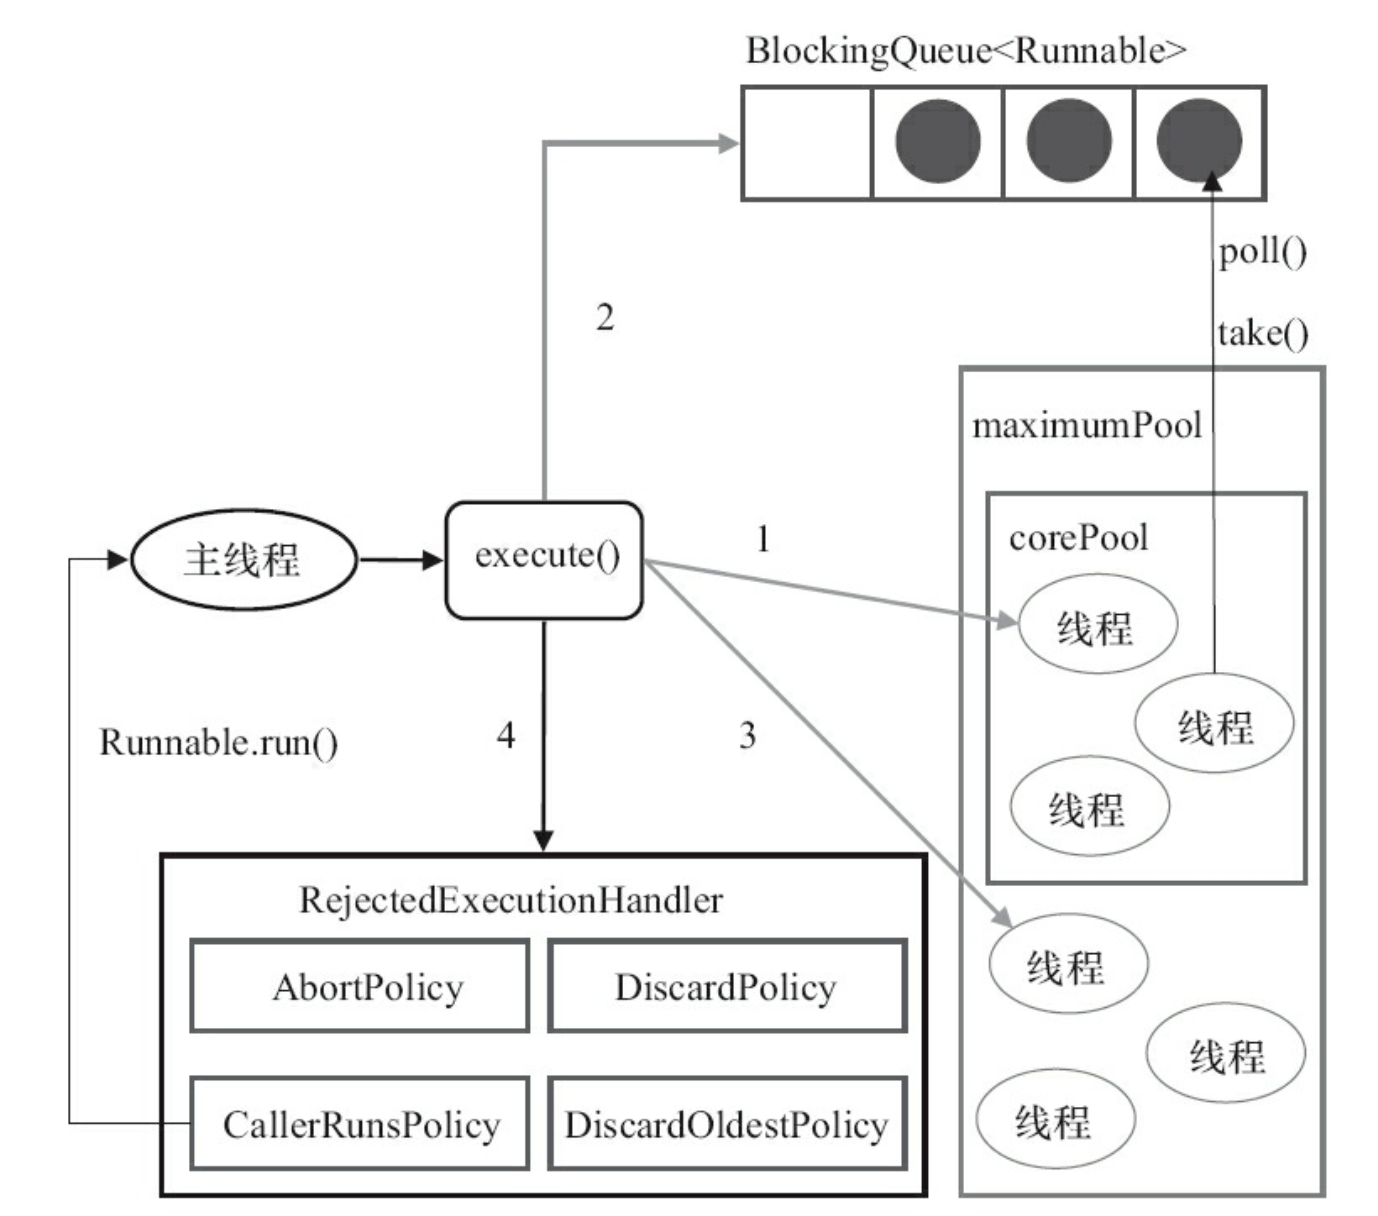 BlockingQueue<Runnable>
poll()
2
take()
maximumPool
corePool
1
execute()
主线程
线程
线程
3
4
Runnable.run()
线程
RejectedExecutionHandler
线程
AbortPolicy
DiscardPolicy
线程
CallerRunsPolicy
DiscardOldestPolicy
线程